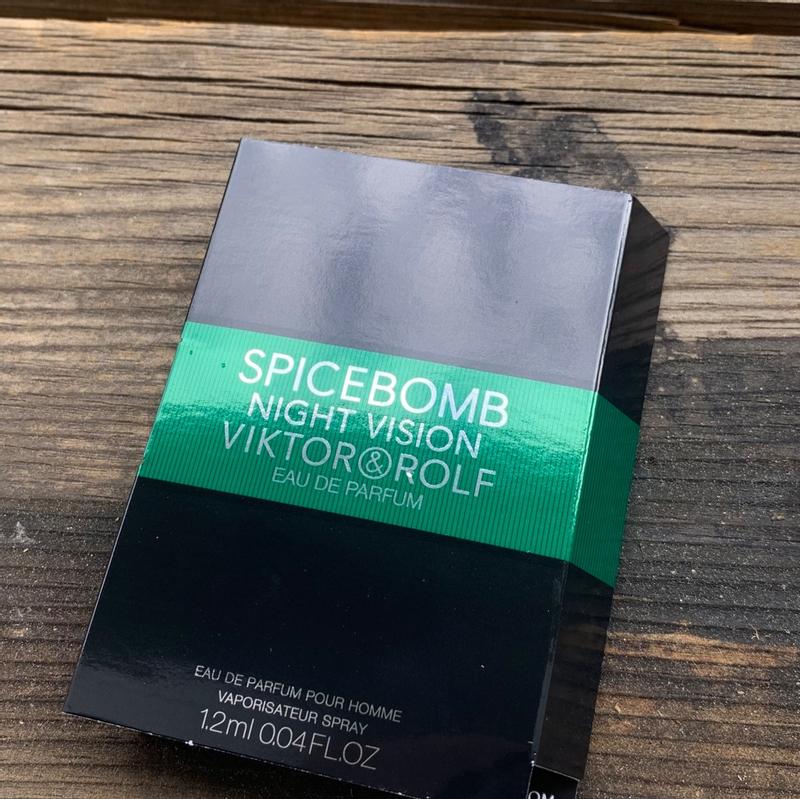 SPICEBOMB
NIGHT VISION
VIKTOR&ROLF
EAU DE PARFUM
EAU DE PARFUM POUR HOMME
VAPORISATEUR SPRAY
1.2ml 0.04FL.OZ